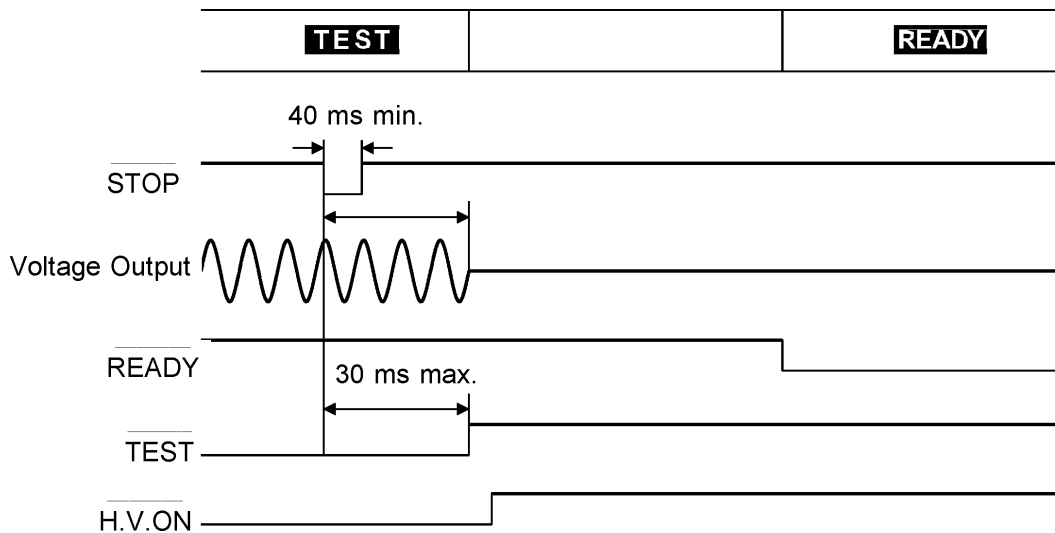 TEST READY
40 ms min.
STOP
Voltage Output
READY
30 ms max.
TEST
H.V.ON